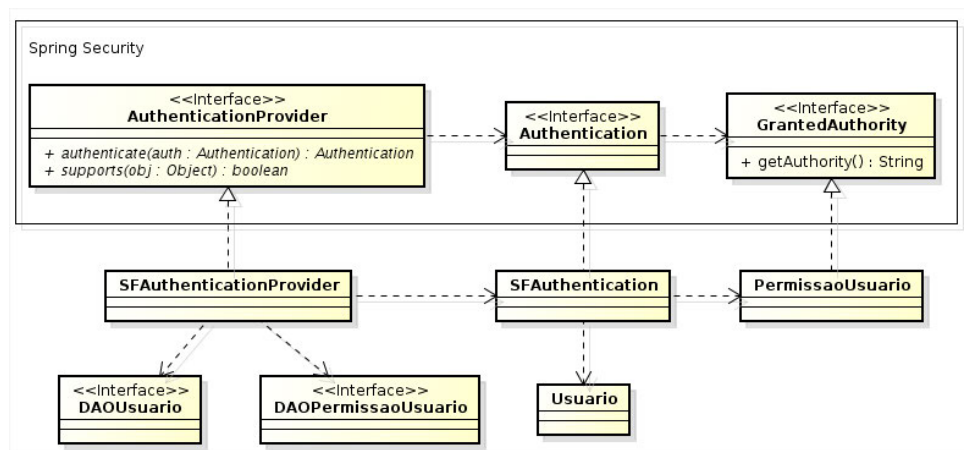 Spring Security
<<Interface>>
AuthenticationProvider
+ authenticate(auth : Authentication) : Authentication
+ supports(obj : Object) : boolean
<<Interface>>
Authentication
<<Interface>>
GrantedAuthority
+ getAuthority() : String
SFAuthenticationProvider
SFAuthentication
PermissaoUsuario
<<Interface>>
DAOUsuario
<<Interface>>
DAOPermissaoUsuario
Usuario